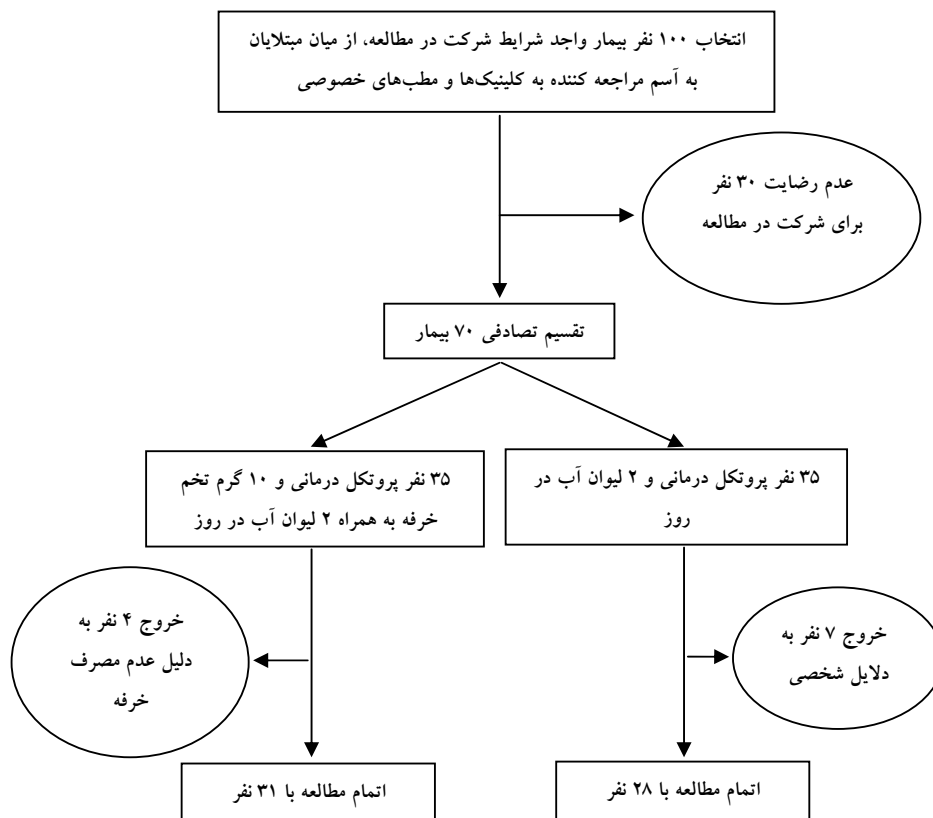 انتخاب ۱۰۰ نفر بیمار واجد شرایط شرکت در مطالعه، از میان مبتلایان
به آسم مراجعه کننده به کلینیک‌ها و مطب‌های خصوصی
عدم رضایت ۳۰ نفر
برای شرکت در مطالعه
تقسیم تصادفی ۷۰ بیمار
۳۵ نفر پروتکل درمانی و ۲ لیوان آب در
روز
۳۵ نفر پروتکل درمانی و ۱۰ گرم تخم
خرفه به همراه ۲ لیوان آب در روز
خروج ۷ نفر به
دلایل شخصی
خروج ۴ نفر به
دلیل عدم مصرف
خرفه
اتمام مطالعه با ۲۸ نفر
اتمام مطالعه با ۳۱ نفر